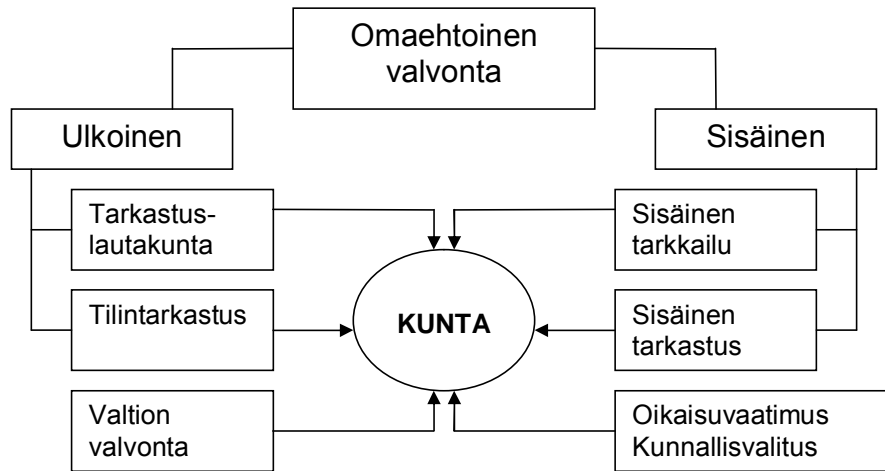 Omaehtoinen
valvonta
Ulkoinen
Sisäinen
Tarkastus-
lautakunta
Sisäinen
tarkkailu
Tilintarkastus
KUNTA
Sisäinen
tarkastus
Valtion
valvonta
Oikaisuvaatimus
Kunnallisvalitus